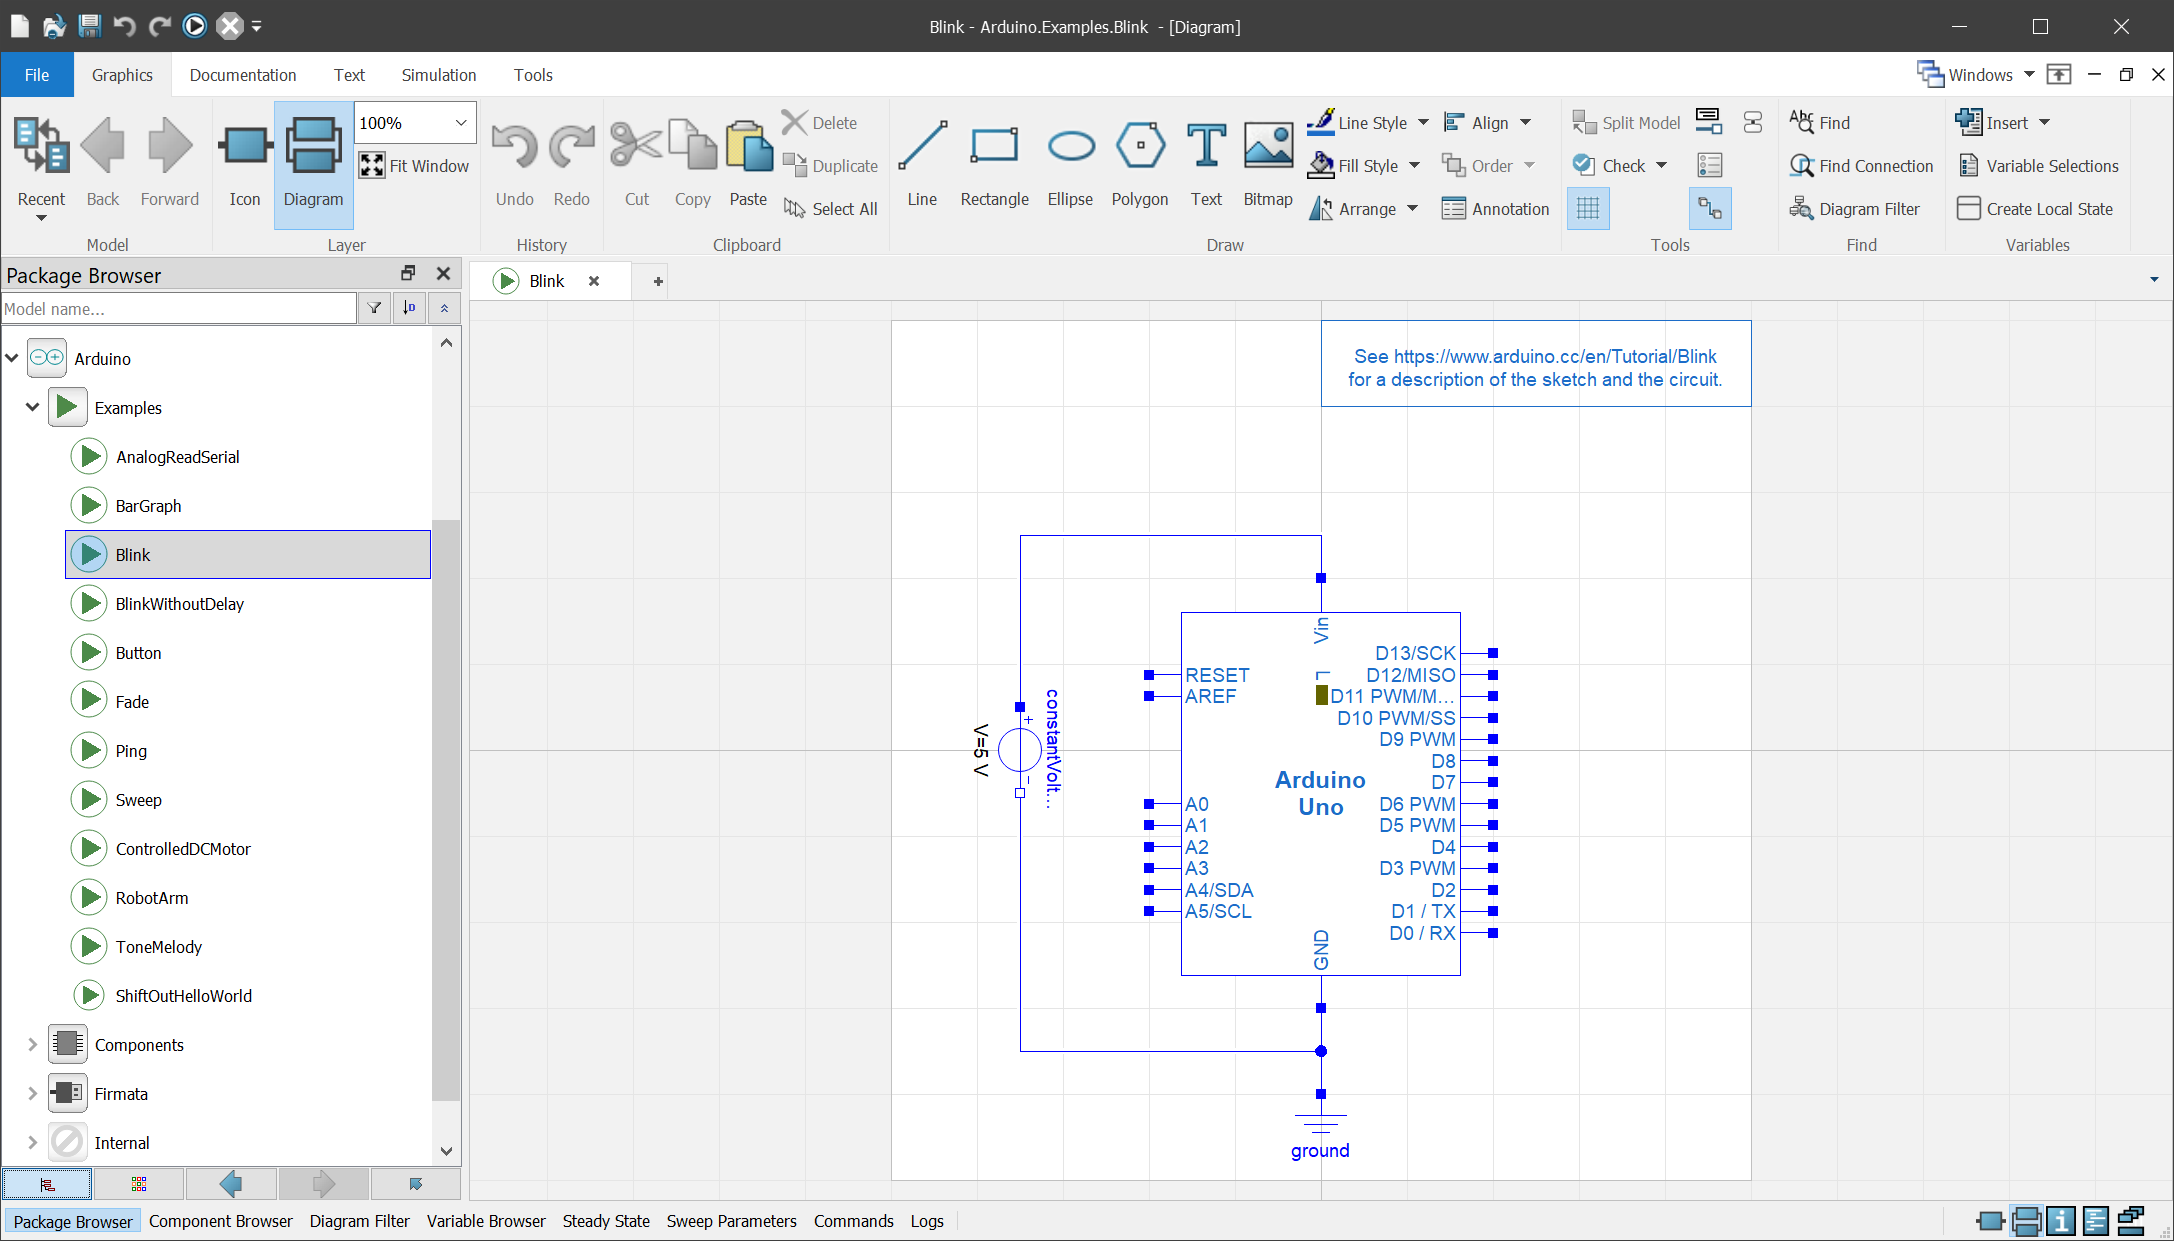 Blink - Arduino.Examples.Blink - [Diagram]
File Graphics Documentation Text Simulation Tools Windows
Recent Back Forward
Model
Icon Diagram 100% Fit Window
Layer
Undo Redo
History
Cut Copy Paste Delete Duplicate Select All
Clipboard
Line Rectangle Ellipse Polygon Text Bitmap
Line Style Align
Fill Style Order
Arrange Annotation
Draw
Split Model
Check
Tools
Abc Find
Find Connection
Diagram Filter
Find
Insert
Variable Selections
Create Local State
Variables
Package Browser
Model name...
Arduino
Examples
AnalogReadSerial
BarGraph
Blink
BlinkWithoutDelay
Button
Fade
Ping
Sweep
ControlledDCMotor
RobotArm
ToneMelody
ShiftOutHelloWorld
Components
Firmata
Internal
Blink
See https://www.arduino.cc/en/Tutorial/Blink
for a description of the sketch and the circuit.
constantVolt...
V=5 V
+
-
Vin
L
RESET
AREF
A0
A1
A2
A3
A4/SDA
A5/SCL
Arduino
Uno
D13/SCK
D12/MISO
D11 PWM/M...
D10 PWM/SS
D9 PWM
D8
D7
D6 PWM
D5 PWM
D4
D3 PWM
D2
D1 / TX
D0 / RX
GND
ground
Package Browser Component Browser Diagram Filter Variable Browser Steady State Sweep Parameters Commands Logs